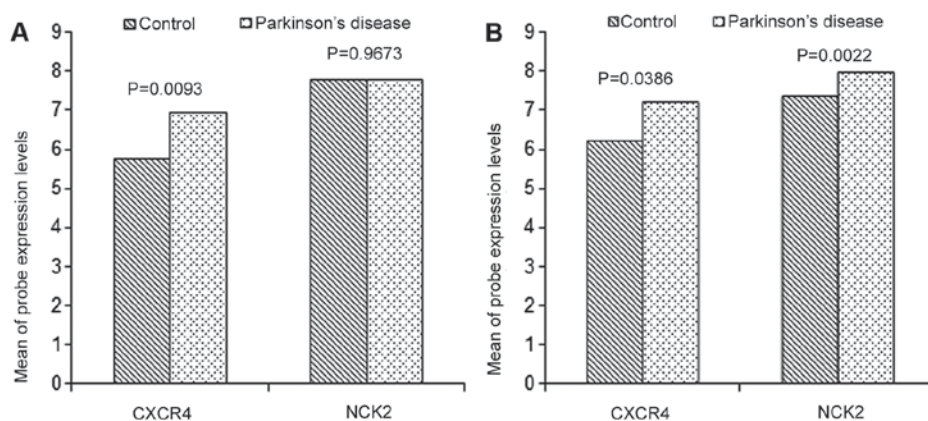 A
Control
Parkinson's disease
Mean of probe expression levels
9
8
7
6
5
4
3
2
1
0
P=0.0093
P=0.9673
CXCR4
NCK2
B
Control
Parkinson's disease
Mean of probe expression levels
9
8
7
6
5
4
3
2
1
0
P=0.0386
P=0.0022
CXCR4
NCK2